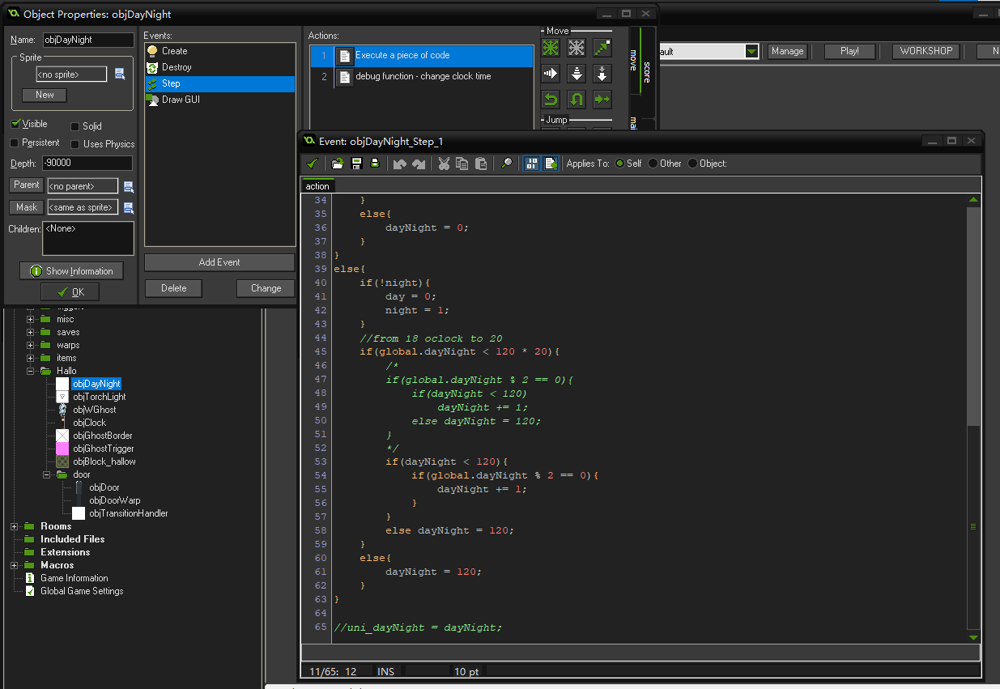 Object Properties: objDayNight
Name: objDayNight
Sprite
<no sprite>
New
Visible
Solid
Persistent
Uses Physics
Depth: -90000
Parent <no parent>
Mask <same as sprite>
Children: <None>
Show Information
OK
Events:
Create
Destroy
Step
Draw GUI
Add Event
Delete
Change
Actions:
1 Execute a piece of code
2 debug function - change clock time
Move
Jump
move
score
ault
Manage
Play!
WORKSHOP
N
misc
saves
warps
items
Hallo
objDayNight
objTorchLight
objWGhost
objClock
objGhostBorder
objGhostTrigger
objBlock_hallow
door
objDoor
objDoorWarp
objTransitionHandler
Rooms
Included Files
Extensions
Macros
Game Information
Global Game Settings
Event: objDayNight_Step_1
Applies To: Self Other Object:
action
34 }
35 else{
36 dayNight = 0;
37 }
38 }
39 else{
40 if(!night){
41 day = 0;
42 night = 1;
43 }
44 //from 18 oclock to 20
45 if(global.dayNight < 120 * 20){
46 /*
47 if(global.dayNight % 2 == 0){
48 if(dayNight < 120)
49 dayNight += 1;
50 else dayNight = 120;
51 }
52 */
53 if(dayNight < 120){
54 if(global.dayNight % 2 == 0){
55 dayNight += 1;
56 }
57 }
58 else dayNight = 120;
59 }
60 else{
61 dayNight = 120;
62 }
63 }
64
65 //uni_dayNight = dayNight;
11/65: 12 INS 10 pt